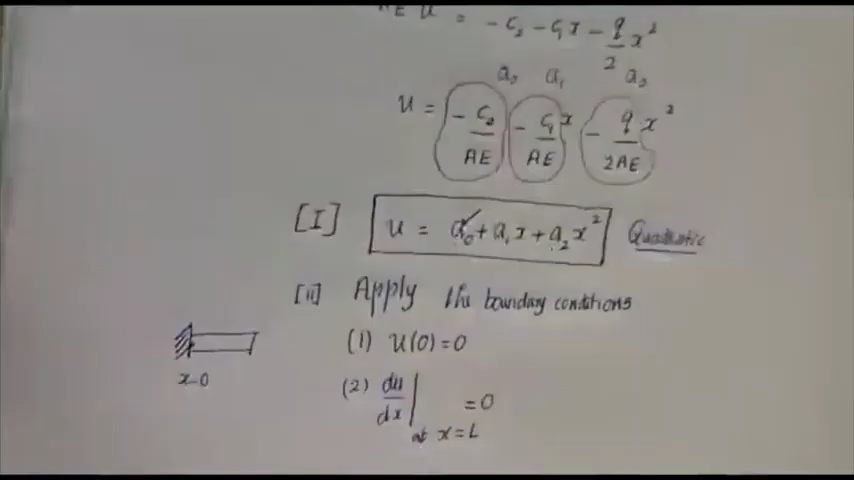 AE U = - C₂ - C₁x - q/2 x²
a₀ a₁ a₂
U = - C₂/AE - C₁/AE x - q/2AE x²
[I] U = a₀ + a₁x + a₂x² Quadratic
[II] Apply the boundary conditions
(1) U(0) = 0
(2) du/dx | at x = L = 0
x=0